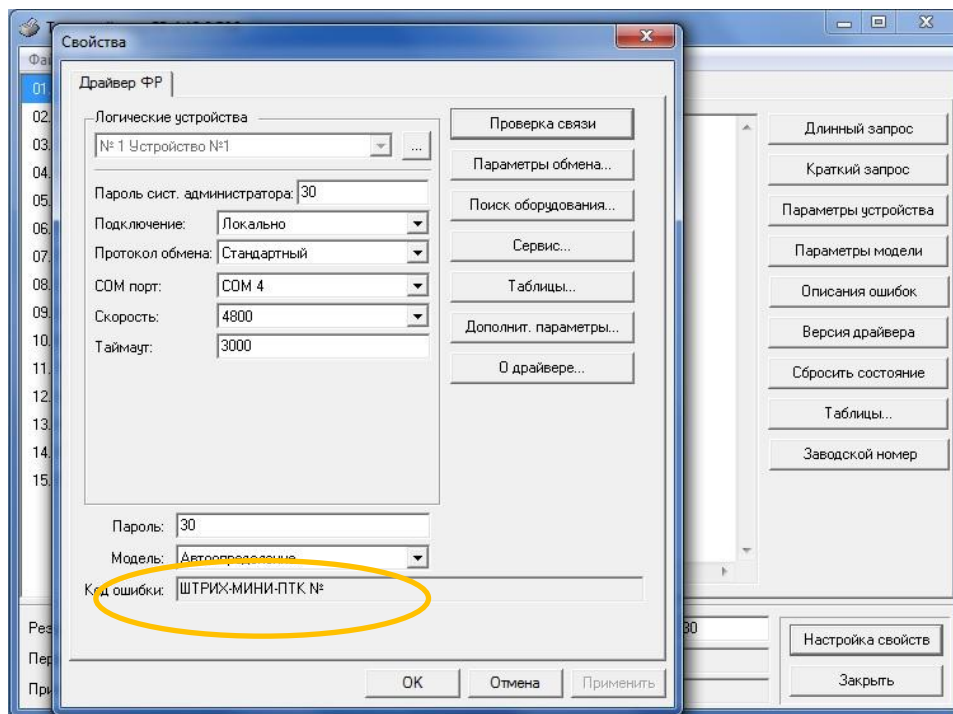 Свойства
Фай
Драйвер ФР
Логические устройства
№ 1 Устройство №1
...
Пароль сист. администратора: 30
Подключение: Локально
Протокол обмена: Стандартный
COM порт: COM 4
Скорость: 4800
Таймаут: 3000
Проверка связи
Параметры обмена...
Поиск оборудования...
Сервис...
Таблицы...
Дополнит. параметры...
О драйвере...
Пароль: 30
Модель: Автоопределение
Код ошибки: ШТРИХ-МИНИ-ПТК №
OK
Отмена
Применить
01.
02.
03.
04.
05.
06.
07.
08.
09.
10.
11.
12.
13.
14.
15.
Рез
Пер
При
30
Длинный запрос
Краткий запрос
Параметры устройства
Параметры модели
Описания ошибок
Версия драйвера
Сбросить состояние
Таблицы...
Заводской номер
Настройка свойств
Закрыть